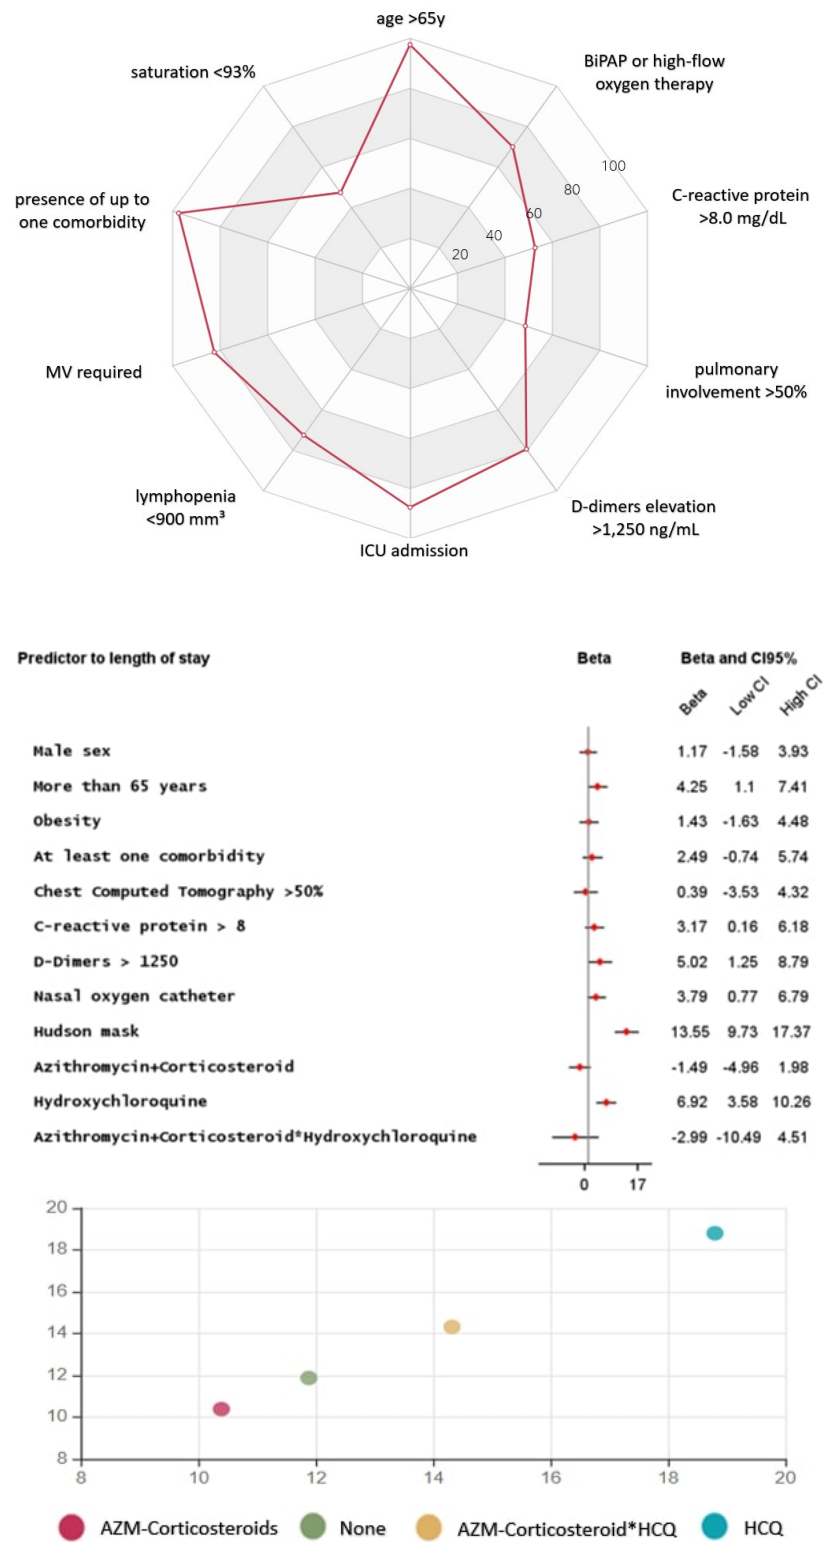 age >65y
saturation <93%
BiPAP or high-flow
oxygen therapy
100
80
60
40
20
presence of up to
one comorbidity
C-reactive protein
>8.0 mg/dL
MV required
pulmonary
involvement >50%
lymphopenia
<900 mm³
D-dimers elevation
>1,250 ng/mL
ICU admission
Predictor to length of stay Beta Beta and CI95%
Beta Low CI High CI
Male sex 1.17 -1.58 3.93
More than 65 years 4.25 1.1 7.41
Obesity 1.43 -1.63 4.48
At least one comorbidity 2.49 -0.74 5.74
Chest Computed Tomography >50% 0.39 -3.53 4.32
C-reactive protein > 8 3.17 0.16 6.18
D-Dimers > 1250 5.02 1.25 8.79
Nasal oxygen catheter 3.79 0.77 6.79
Hudson mask 13.55 9.73 17.37
Azithromycin+Corticosteroid -1.49 -4.96 1.98
Hydroxychloroquine 6.92 3.58 10.26
Azithromycin+Corticosteroid*Hydroxychloroquine -2.99 -10.49 4.51
0 17
20
18
16
14
12
10
8
8 10 12 14 16 18 20
AZM-Corticosteroids None AZM-Corticosteroid*HCQ HCQ